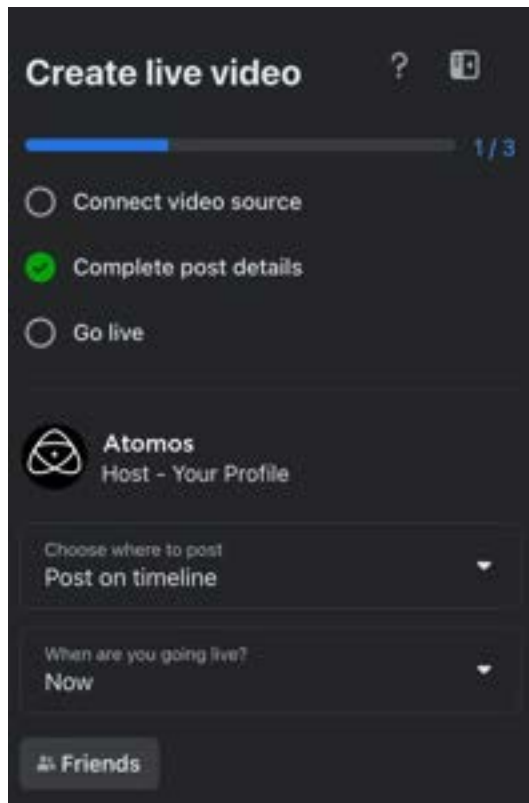 Create live video
?
1/3
Connect video source
Complete post details
Go live
Atomos
Host - Your Profile
Choose where to post
Post on timeline
When are you going live?
Now
Friends